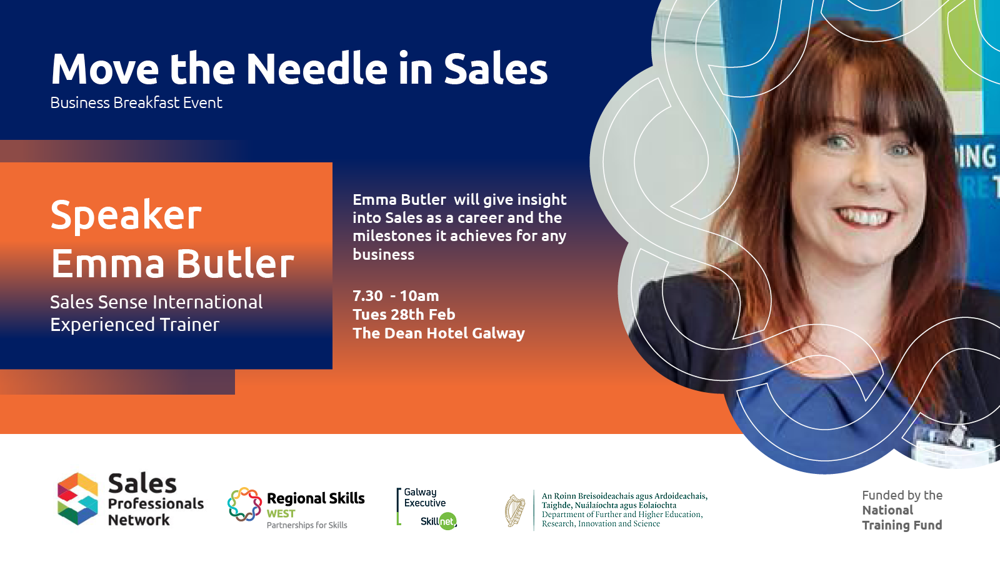 Move the Needle in Sales
Business Breakfast Event
Speaker
Emma Butler
Sales Sense International
Experienced Trainer
Emma Butler  will give insight
into Sales as a career and the
milestones it achieves for any
business
7.30  - 10am
Tues 28th Feb
The Dean Hotel Galway
ING
RE
Sales
Professionals
Network
Regional Skills
WEST
Partnerships for Skills
Galway
Executive
Skillnet
An Roinn Breisoideachais agus Ardoideachais,
Taighde, Nuálaíochta agus Eolaíochta
Department of Further and Higher Education,
Research, Innovation and Science
Funded by the
National
Training Fund